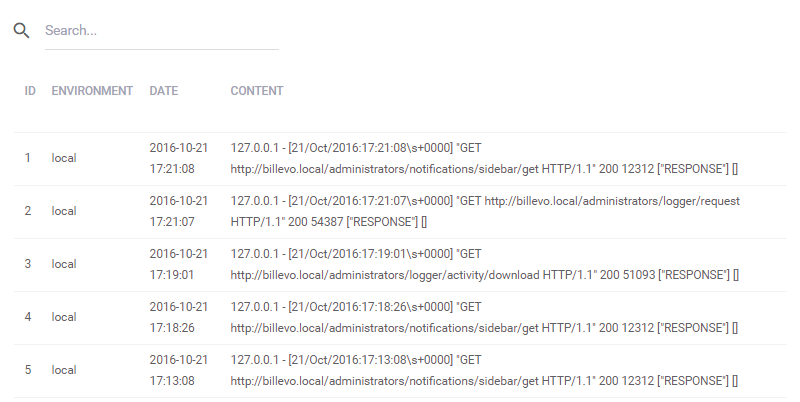 Search...
ID ENVIRONMENT DATE CONTENT
2016-10-21 127.0.0.1 - [21/Oct/2016:17:21:08\s+0000] "GET
1 local
17:21:08 http://billevo.local/administrators/notifications/sidebar/get HTTP/1.1" 200 12312 ["RESPONSE"] []
2016-10-21 127.0.0.1 - [21/Oct/2016:17:21:07\s+0000] "GET http://billevo.local/administrators/logger/request
2 local
17:21:07 HTTP/1.1" 200 54387 ["RESPONSE"] []
2016-10-21 127.0.0.1 - [21/Oct/2016:17:19:01\s+0000] "GET
3 local
17:19:01 http://billevo.local/administrators/logger/activity/download HTTP/1.1" 200 51093 ["RESPONSE"] []
2016-10-21 127.0.0.1 - [21/Oct/2016:17:18:26\s+0000] "GET
4 local
17:18:26 http://billevo.local/administrators/notifications/sidebar/get HTTP/1.1" 200 12312 ["RESPONSE"] []
2016-10-21 127.0.0.1 - [21/Oct/2016:17:13:08\s+0000] "GET
5 local
17:13:08 http://billevo.local/administrators/notifications/sidebar/get HTTP/1.1" 200 12312 ["RESPONSE"] []